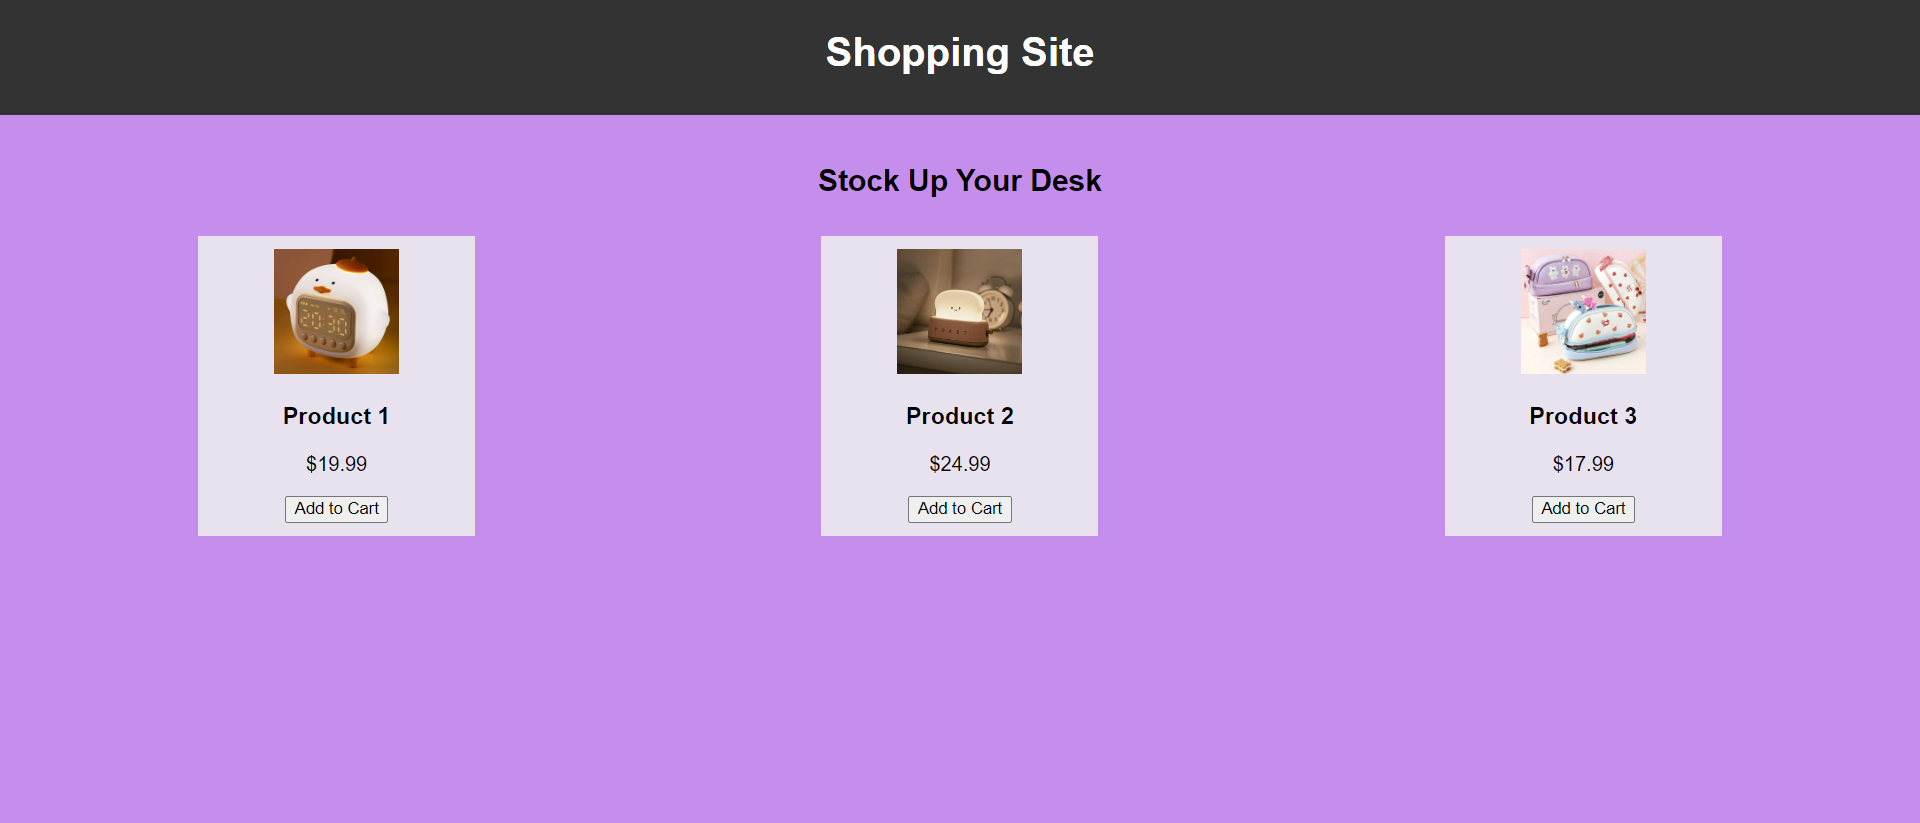 Shopping Site
Stock Up Your Desk
20:30
TOAST
Product 1
Product 2
Product 3
$19.99
$24.99
$17.99
Add to Cart
Add to Cart
Add to Cart